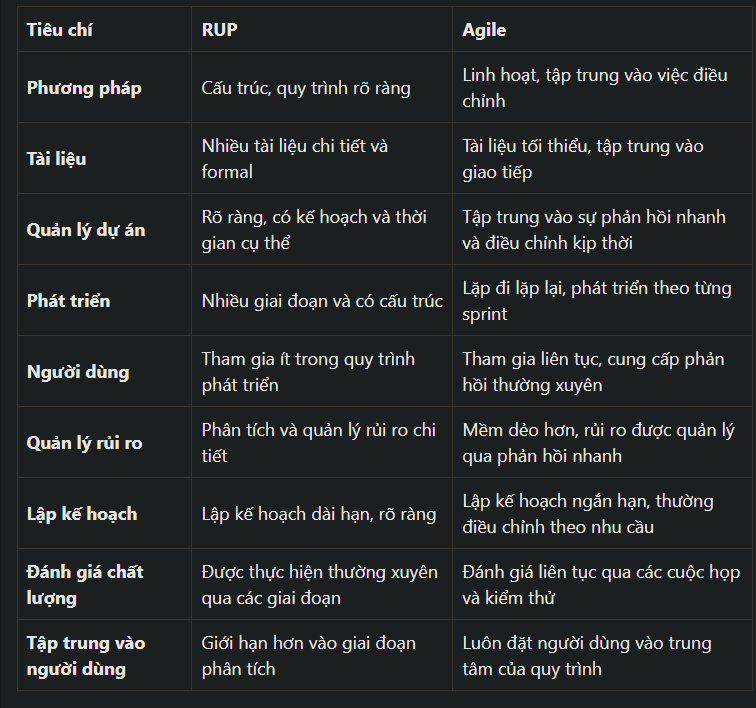 Tiêu chí
RUP
Agile
Phương pháp
Cấu trúc, quy trình rõ ràng
Linh hoạt, tập trung vào việc điều
chỉnh
Tài liệu
Nhiều tài liệu chi tiết và
formal
Tài liệu tối thiểu, tập trung vào
giao tiếp
Quản lý dự án
Rõ ràng, có kế hoạch và thời
gian cụ thể
Tập trung vào sự phản hồi nhanh
và điều chỉnh kịp thời
Phát triển
Nhiều giai đoạn và có cấu trúc
Lặp đi lặp lại, phát triển theo từng
sprint
Người dùng
Tham gia ít trong quy trình
phát triển
Tham gia liên tục, cung cấp phản
hồi thường xuyên
Quản lý rủi ro
Phân tích và quản lý rủi ro chi
tiết
Mềm dẻo hơn, rủi ro được quản lý
qua phản hồi nhanh
Lập kế hoạch
Lập kế hoạch dài hạn, rõ ràng
Lập kế hoạch ngắn hạn, thường
điều chỉnh theo nhu cầu
Đánh giá chất
lượng
Được thực hiện thường xuyên
qua các giai đoạn
Đánh giá liên tục qua các cuộc họp
và kiểm thử
Tập trung vào
người dùng
Giới hạn hơn vào giai đoạn
phân tích
Luôn đặt người dùng vào trung
tâm của quy trình